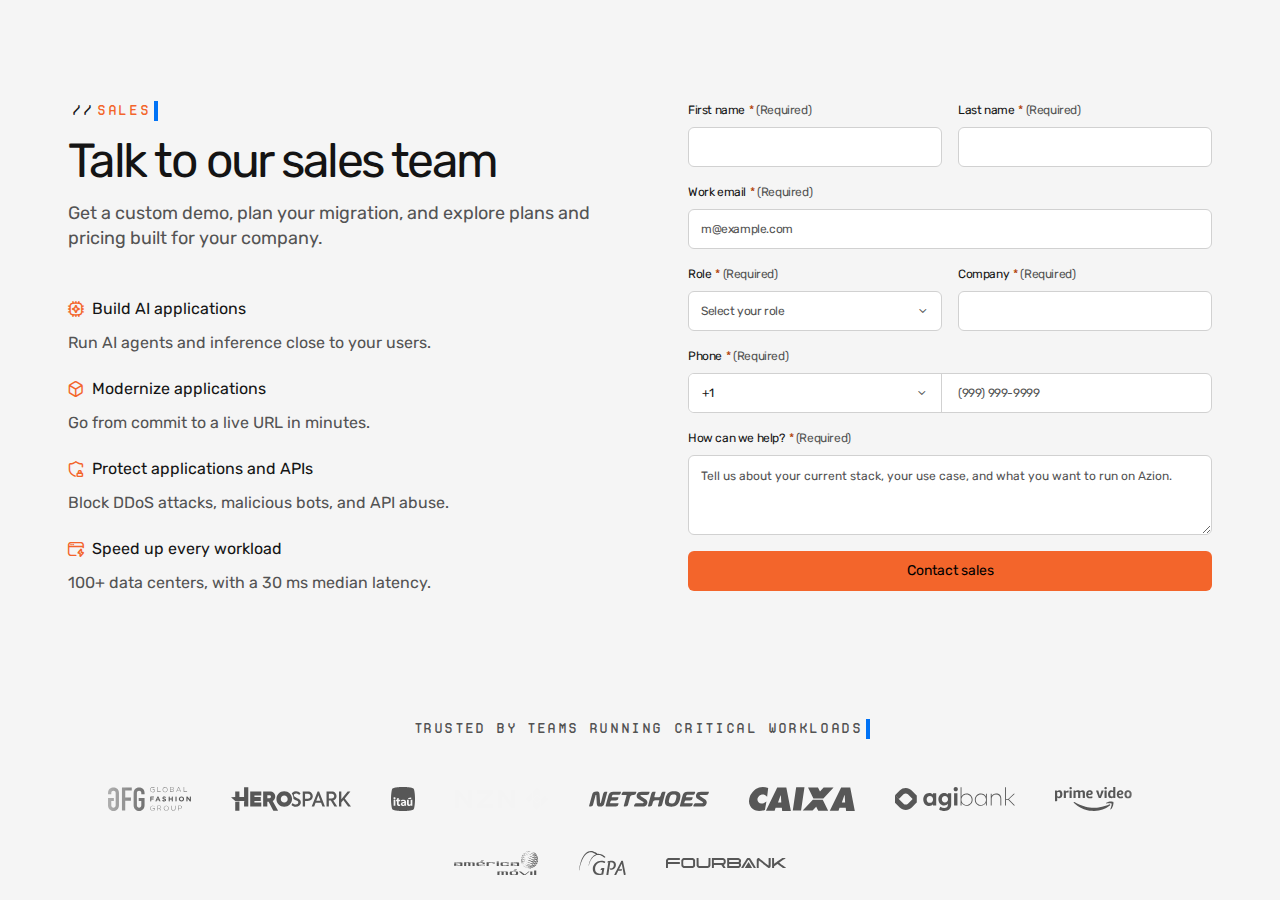 // SALES
Talk to our sales team
Get a custom demo, plan your migration, and explore plans and
pricing built for your company.
Build AI applications
Run AI agents and inference close to your users.
Modernize applications
Go from commit to a live URL in minutes.
Protect applications and APIs
Block DDoS attacks, malicious bots, and API abuse.
Speed up every workload
100+ data centers, with a 30 ms median latency.
First name * (Required)
Last name * (Required)
Work email * (Required)
m@example.com
Role * (Required)
Company * (Required)
Select your role
Phone * (Required)
+1
(999) 999-9999
How can we help? * (Required)
Tell us about your current stack, your use case, and what you want to run on Azion.
Contact sales
TRUSTED BY TEAMS RUNNING CRITICAL WORKLOADS
GFG GLOBAL
FASHION
GROUP
HEROSPARK
itaú
NETSHOES
CAIXA
agibank
prime video
américa
móvil
GPA
FOURBANK